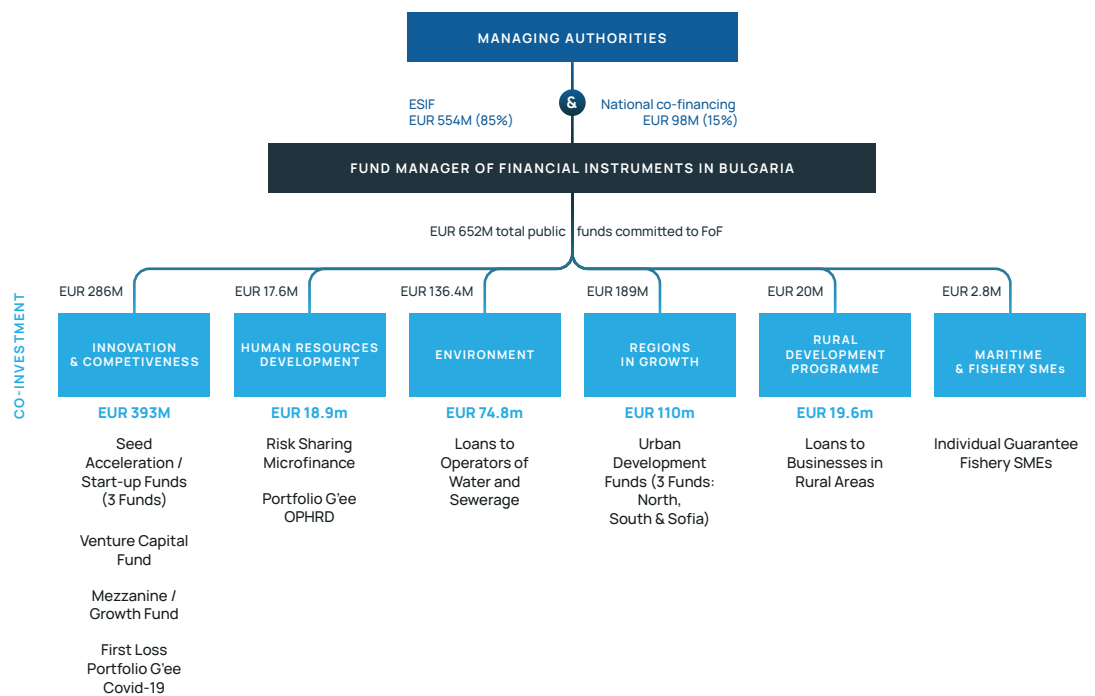 MANAGING AUTHORITIES
ESIF
EUR 554M (85%)
&
National co-financing
EUR 98M (15%)
FUND MANAGER OF FINANCIAL INSTRUMENTS IN BULGARIA
EUR 652M total public funds committed to FoF
CO-INVESTMENT
EUR 286M
INNOVATION
& COMPETIVENESS
EUR 393M
Seed
Acceleration /
Start-up Funds
(3 Funds)
Venture Capital
Fund
Mezzanine /
Growth Fund
First Loss
Portfolio G'ee
Covid-19
EUR 17.6M
HUMAN RESOURCES
DEVELOPMENT
EUR 18.9m
Risk Sharing
Microfinance
Portfolio G'ee
OPHRD
EUR 136.4M
ENVIRONMENT
EUR 74.8m
Loans to
Operators of
Water and
Sewerage
EUR 189M
REGIONS
IN GROWTH
EUR 110m
Urban
Development
Funds (3 Funds:
North,
South & Sofia)
EUR 20M
RURAL
DEVELOPMENT
PROGRAMME
EUR 19.6m
Loans to
Businesses in
Rural Areas
EUR 2.8M
MARITIME
& FISHERY SMEs
Individual Guarantee
Fishery SMEs